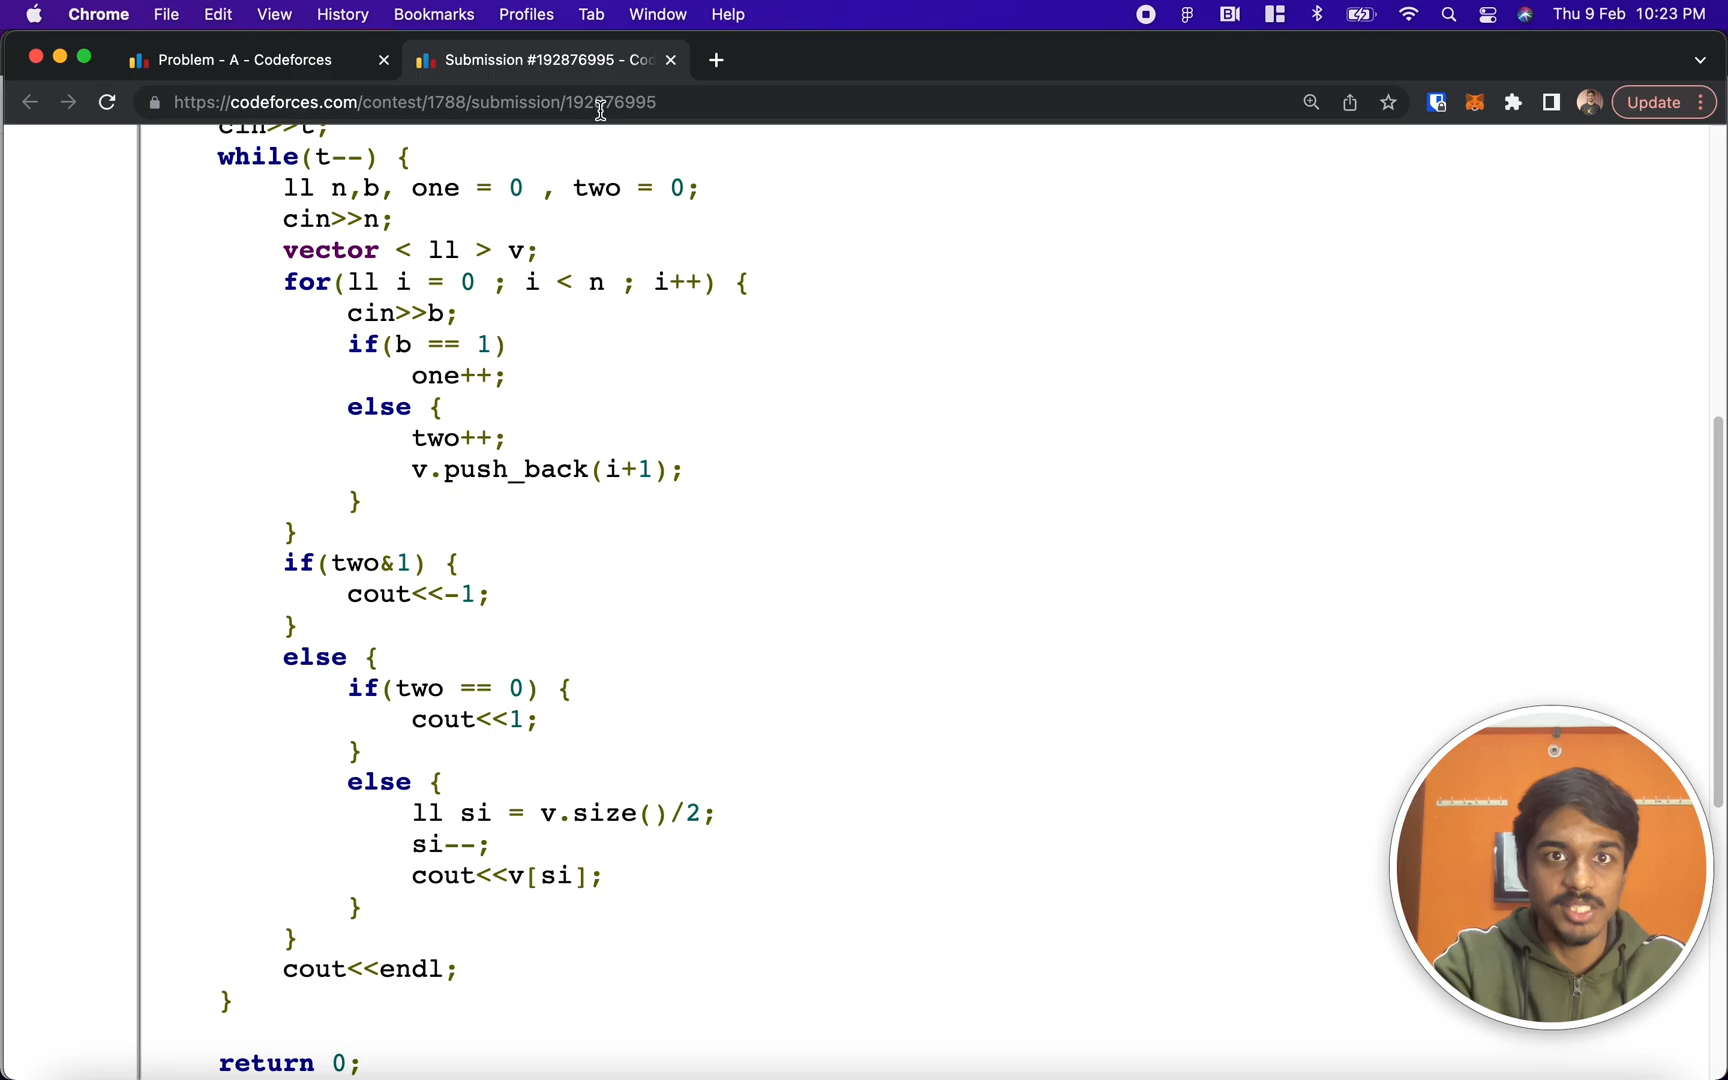 Chrome File Edit View History Bookmarks Profiles Tab Window Help Thu 9 Feb 10:23 PM
Problem - A - Codeforces Submission #192876995 - Cod
https://codeforces.com/contest/1788/submission/192876995 Update
cin>>t;
while(t--) {
ll n,b, one = 0 , two = 0;
cin>>n;
vector < ll > v;
for(ll i = 0 ; i < n ; i++) {
cin>>b;
if(b == 1)
one++;
else {
two++;
v.push_back(i+1);
}
}
if(two&1) {
cout<<-1;
}
else {
if(two == 0) {
cout<<1;
}
else {
ll si = v.size()/2;
si--;
cout<<v[si];
}
}
cout<<endl;
}
return 0;